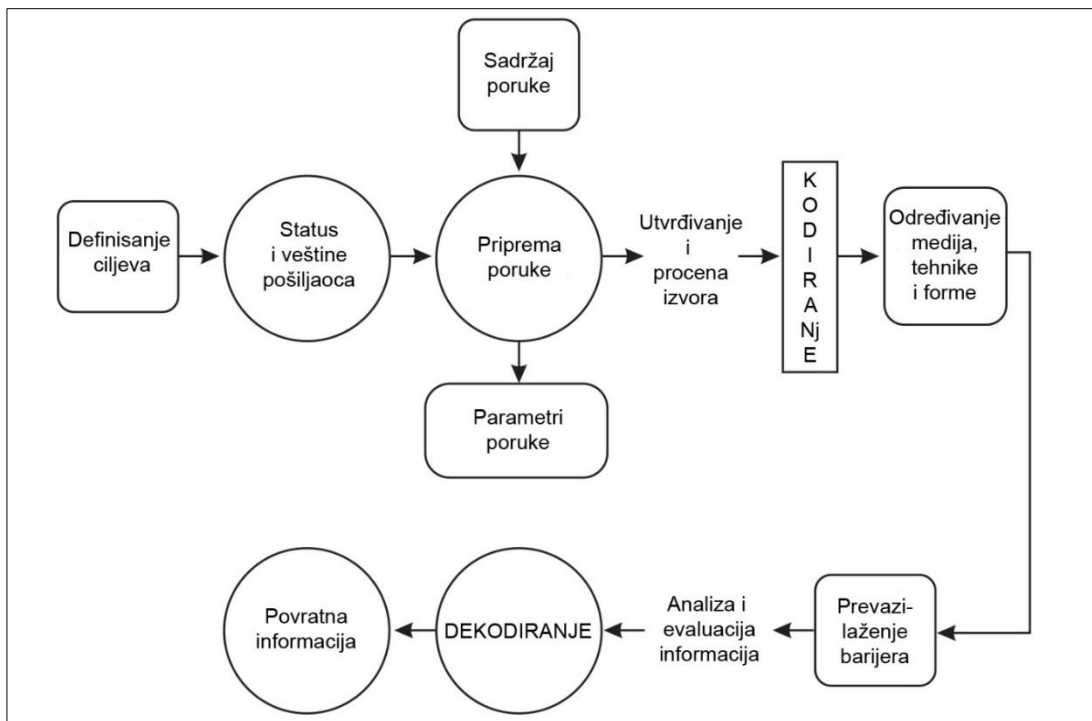 Sadržaj
poruke
Definisanje
ciljeva
Status
i veštine
pošiljaoca
Priprema
poruke
Utvrđivanje
i
procena
izvora
K
O
D
I
R
A
Nj
E
Određivanje
medija,
tehnike
i forme
Parametri
poruke
Povratna
informacija
DEKODIRANJE
Analiza i
evaluacija
informacija
Prevazi-
laženje
barijera